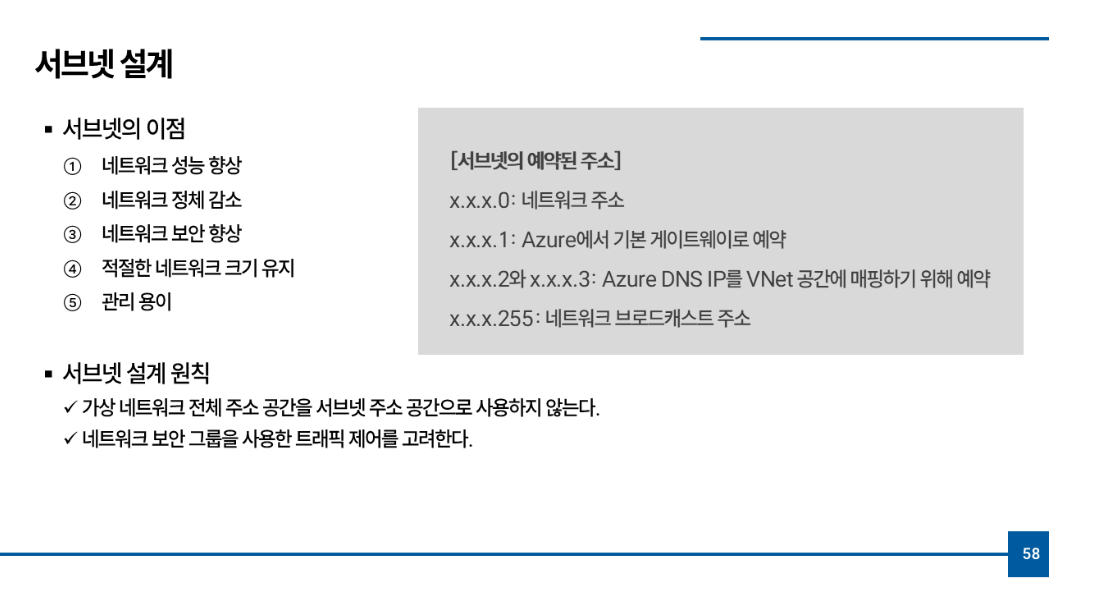 서브넷 설계
▪ 서브넷의 이점
① 네트워크 성능 향상
② 네트워크 정체 감소
③ 네트워크 보안 향상
④ 적절한 네트워크 크기 유지
⑤ 관리 용이
[서브넷의 예약된 주소]
x.x.x.0: 네트워크 주소
x.x.x.1: Azure에서 기본 게이트웨이로 예약
x.x.x.2와 x.x.x.3: Azure DNS IP를 VNet 공간에 매핑하기 위해 예약
x.x.x.255: 네트워크 브로드캐스트 주소
▪ 서브넷 설계 원칙
✓ 가상 네트워크 전체 주소 공간을 서브넷 주소 공간으로 사용하지 않는다.
✓ 네트워크 보안 그룹을 사용한 트래픽 제어를 고려한다.
58